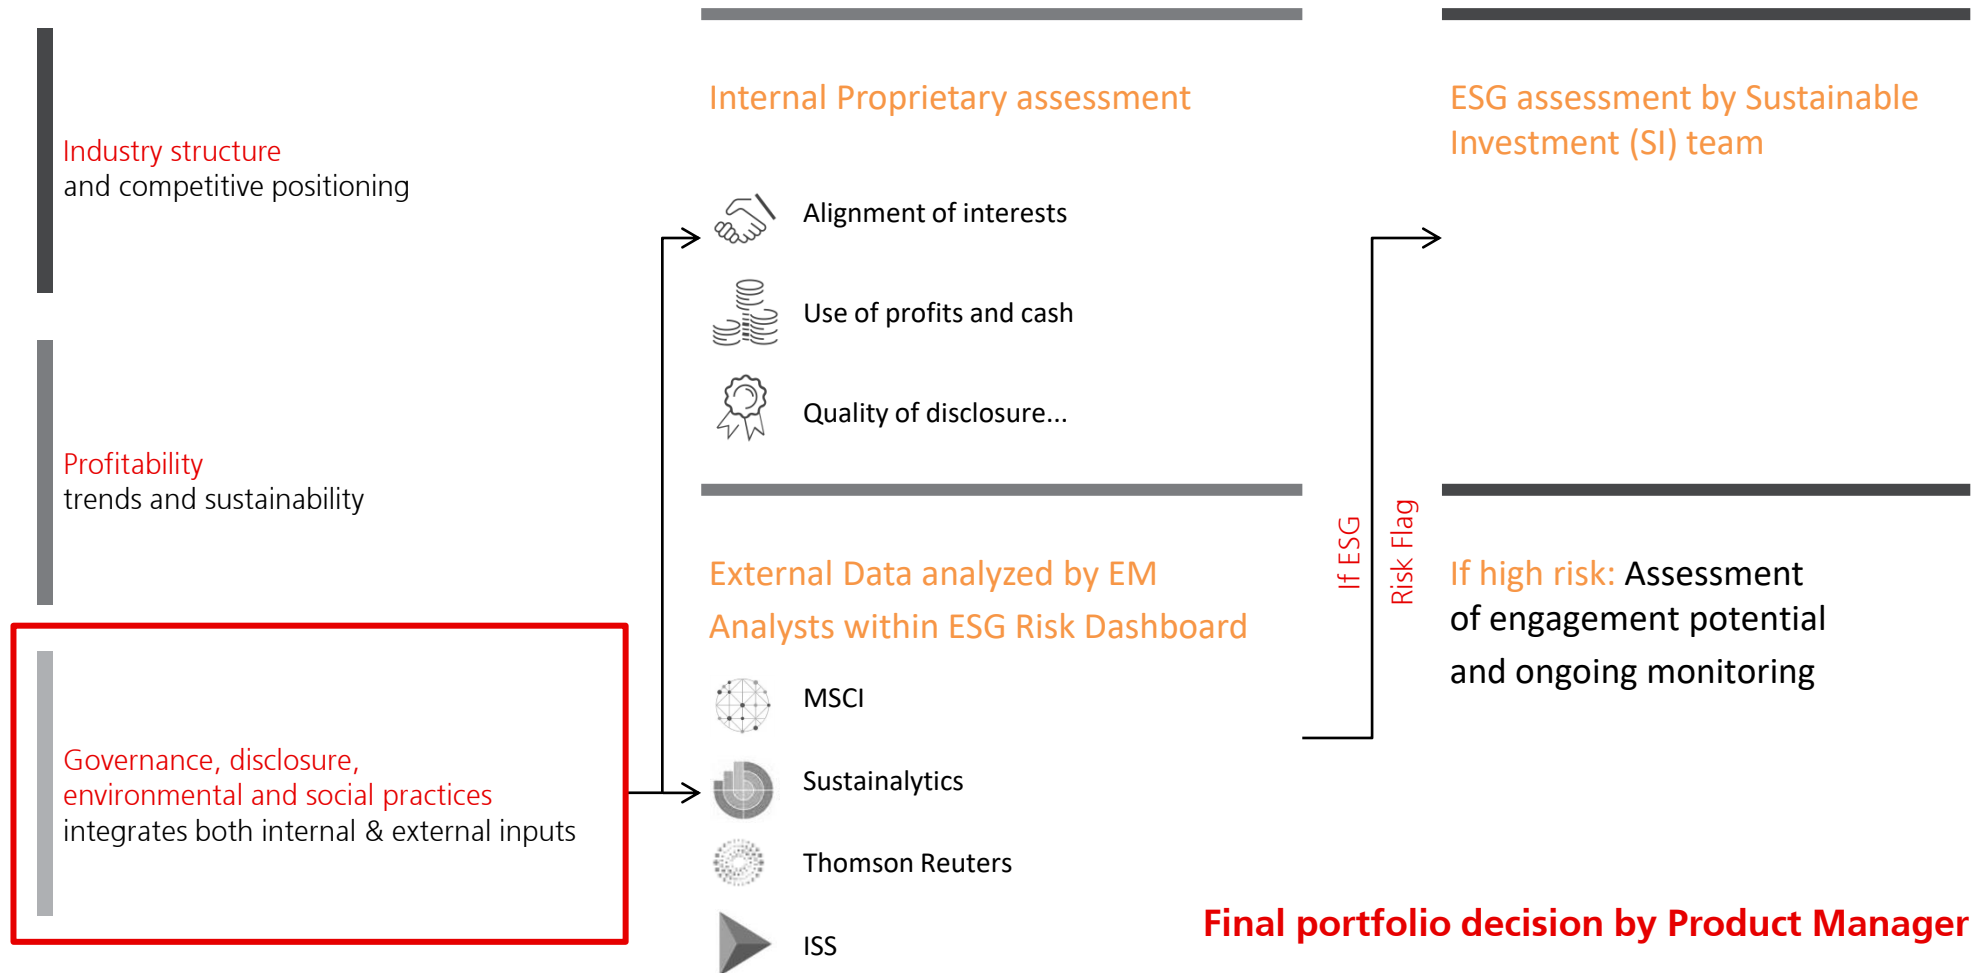 Industry structure
and competitive positioning
Profitability
trends and sustainability
Governance, disclosure,
environmental and social practices
integrates both internal & external inputs
Internal Proprietary assessment
Alignment of interests
Use of profits and cash
Quality of disclosure...
External Data analyzed by EM
Analysts within ESG Risk Dashboard
MSCI
Sustainalytics
Thomson Reuters
ISS
If ESG
Risk Flag
ESG assessment by Sustainable
Investment (SI) team
If high risk: Assessment
of engagement potential
and ongoing monitoring
Final portfolio decision by Product Manager